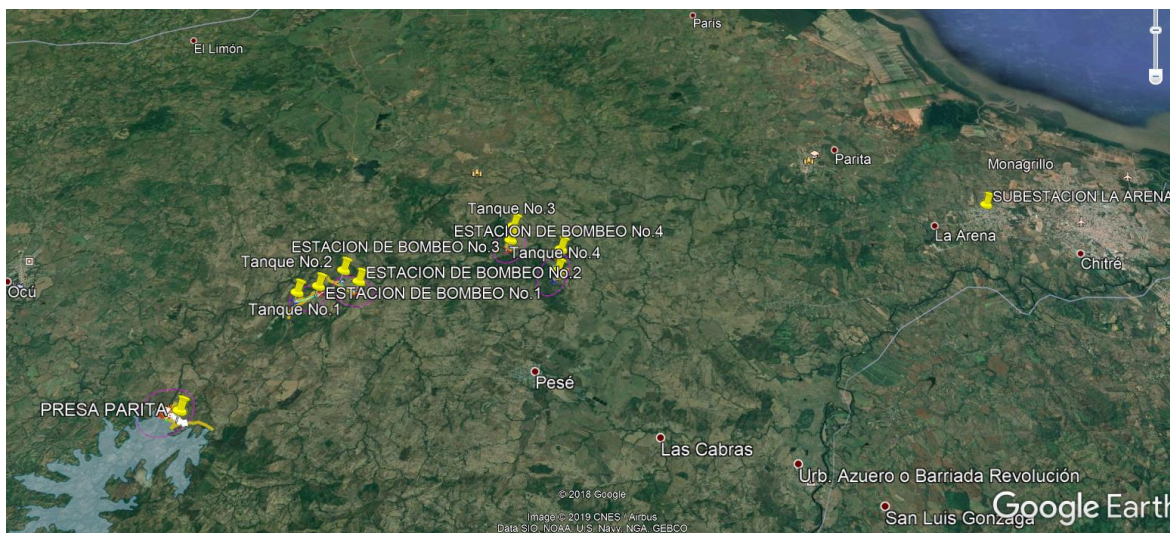 París
El Limón
Parita
Monagrillo
SUBESTACION LA ARENA
Tanque No.3
ESTACION DE BOMBEO No.4
La Arena
ESTACION DE BOMBEO No.3
Tanque No.4
Chitré
Tanque No.2
ESTACION DE BOMBEO No.2
Ocú
ESTACION DE BOMBEO No.1
Tanque No.1
Pesé
PRESA PARITA
Las Cabras
Urb. Azuero o Barriada Revolución
© 2018 Google
Google Earth
San Luis Gonzaga
Image © 2019 CNES / Airbus
Data SIO, NOAA, U.S. Navy, NGA, GEBCO